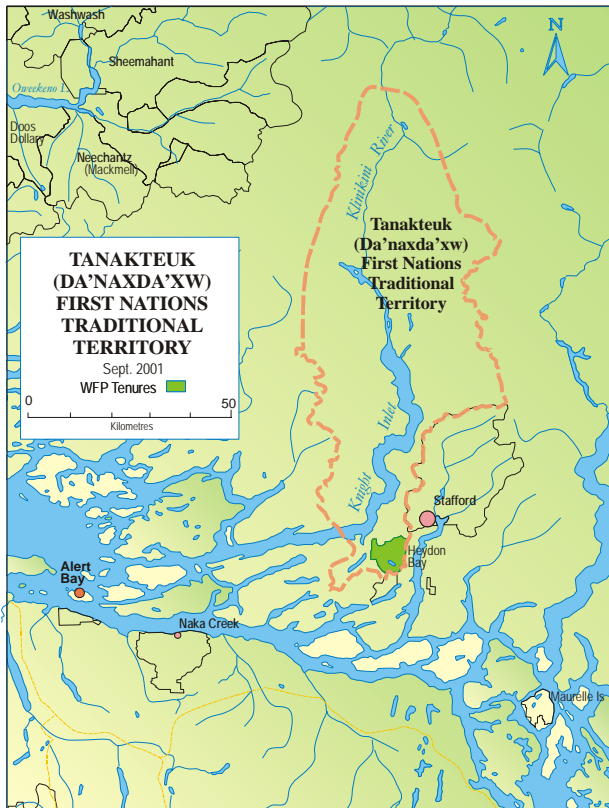 Washwash
Sheemahant
N
Oweekeno L.
Doos
Dollary
Neechantz
(Mackmell)
Klinikini River
Tanakteuk
(Da'naxda'xw)
First Nations
Traditional
Territory
TANAKTEUK
(DA'NAXDA'XW)
FIRST NATIONS
TRADITIONAL
TERRITORY
Sept. 2001
WFP Tenures
0 50
Kilometres
Knight Inlet
Stafford
Heydon
Bay
Alert
Bay
Naka Creek
Maurelle Is